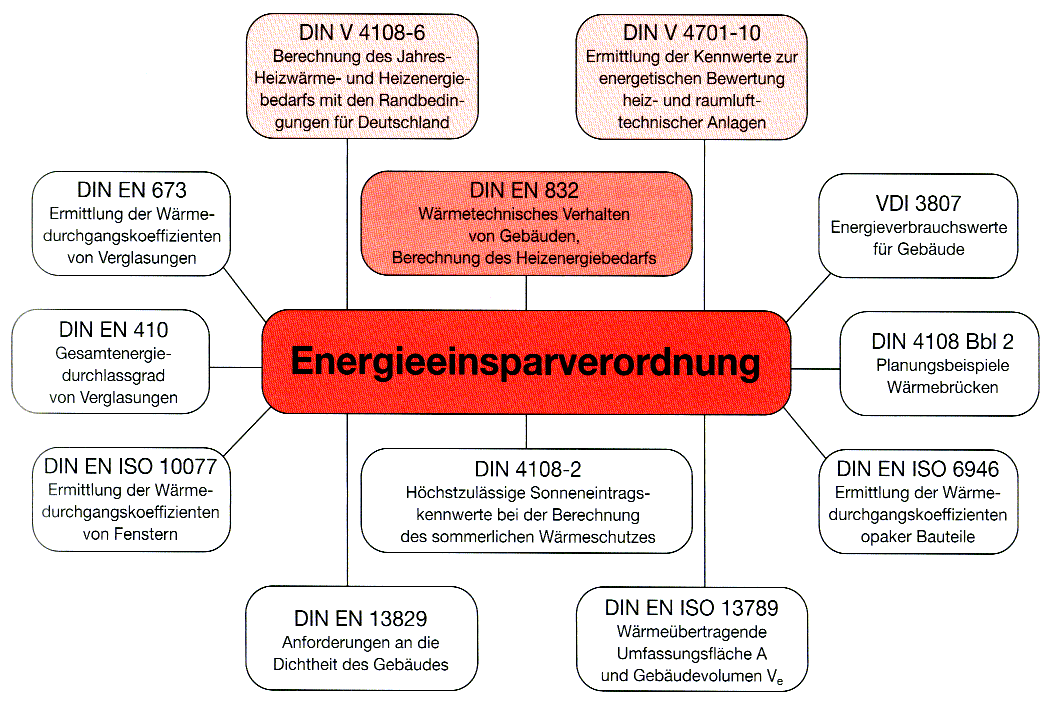 DIN V 4108-6
Berechnung des Jahres-
Heizwärme- und Heizenergie-
bedarfs mit den Randbedin-
gungen für Deutschland
DIN V 4701-10
Ermittlung der Kennwerte zur
energetischen Bewertung
heiz- und raumluft-
technischer Anlagen
DIN EN 673
Ermittlung der Wärme-
durchgangskoeffizienten
von Verglasungen
DIN EN 832
Wärmetechnisches Verhalten
von Gebäuden,
Berechnung des Heizenergiebedarfs
VDI 3807
Energieverbrauchswerte
für Gebäude
DIN EN 410
Gesamtenergie-
durchlassgrad
von Verglasungen
Energieeinsparverordnung
DIN 4108 Bbl 2
Planungsbeispiele
Wärmebrücken
DIN EN ISO 10077
Ermittlung der Wärme-
durchgangskoeffizienten
von Fenstern
DIN 4108-2
Höchstzulässige Sonneneintrags-
kennwerte bei der Berechnung
des sommerlichen Wärmeschutzes
DIN EN ISO 6946
Ermittlung der Wärme-
durchgangskoeffizienten
opaker Bauteile
DIN EN 13829
Anforderungen an die
Dichtheit des Gebäudes
DIN EN ISO 13789
Wärmeübertragende
Umfassungsfläche A
und Gebäudevolumen Ve